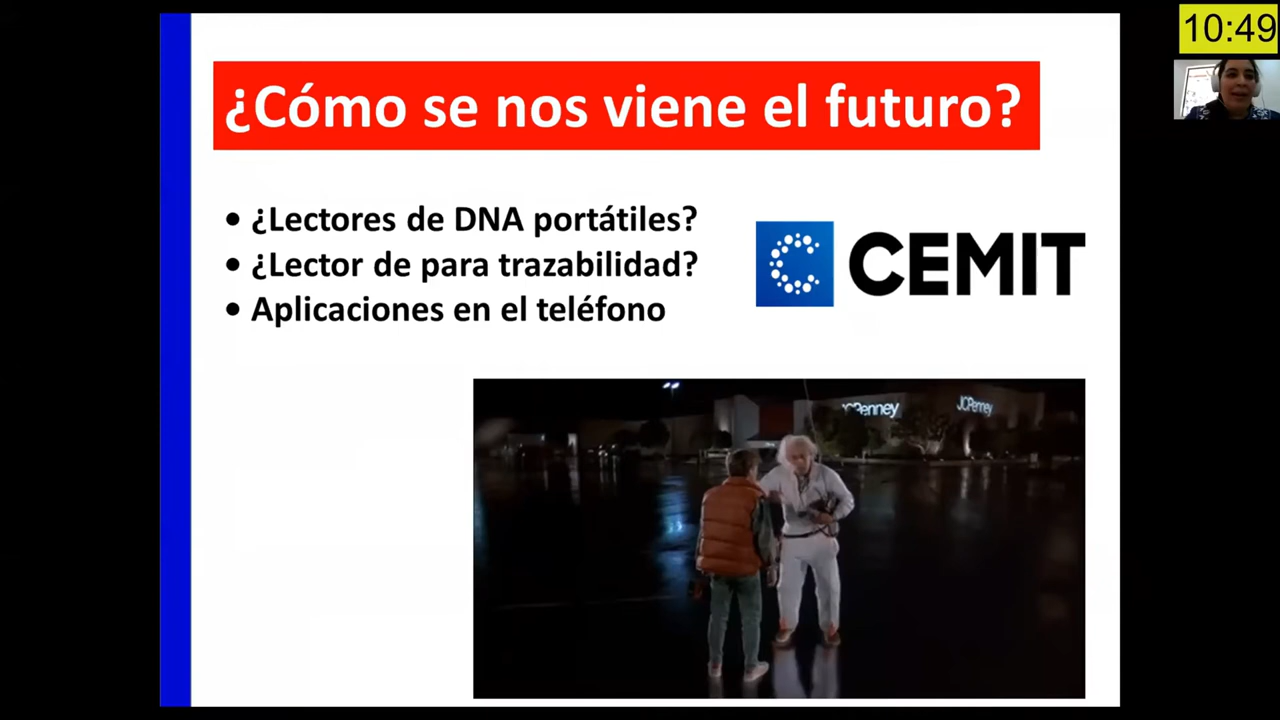 10:49
¿Cómo se nos viene el futuro?
• ¿Lectores de DNA portátiles?
• ¿Lector de para trazabilidad?
• Aplicaciones en el teléfono
CEMIT
JCPenney
JCPenney